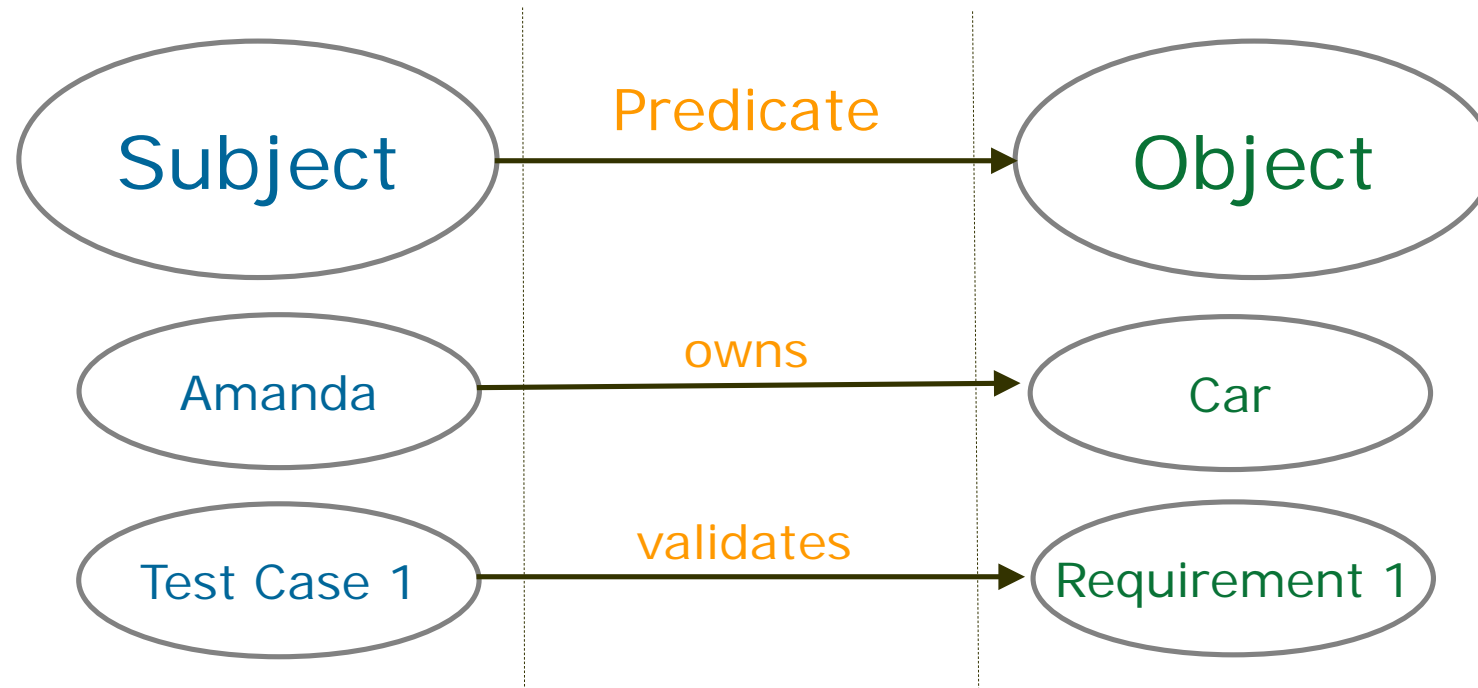 Subject
Predicate
Object
Amanda
owns
Car
Test Case 1
validates
Requirement 1